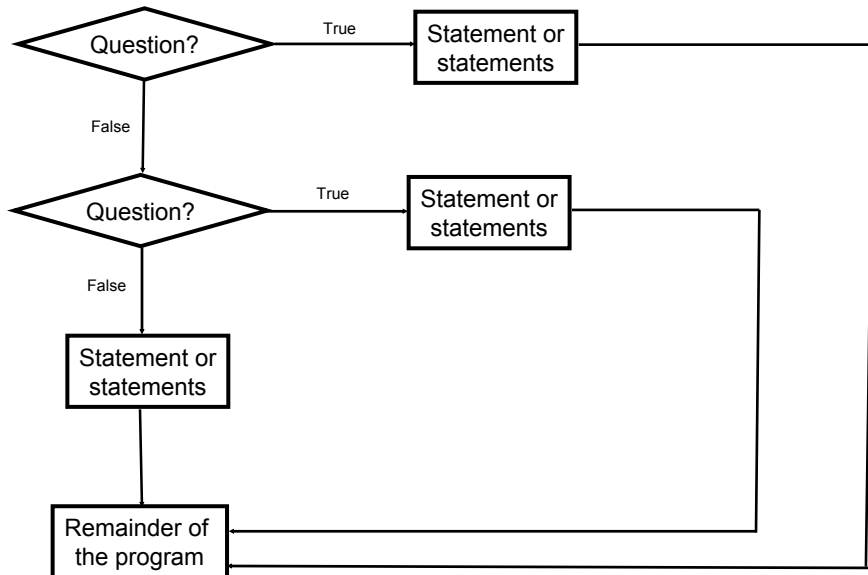 Question?
True
Statement or
statements
False
Question?
True
Statement or
statements
False
Statement or
statements
Remainder of
the program